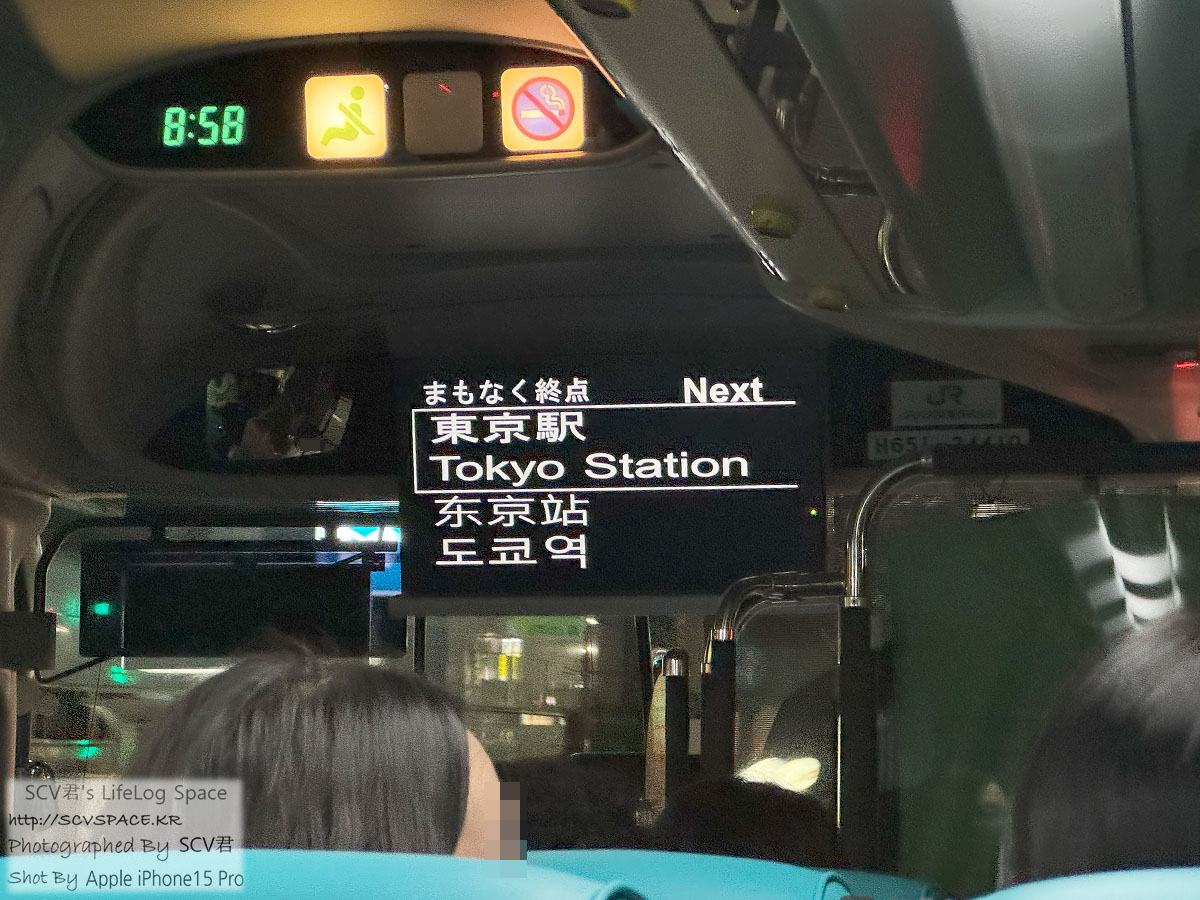 8:58
まもなく終点 Next
東京駅
Tokyo Station
东京站
도쿄역
JR
SCV君's LifeLog Space
http://SCVSPACE.KR
Photographed By SCV君
Shot By Apple iPhone15 Pro